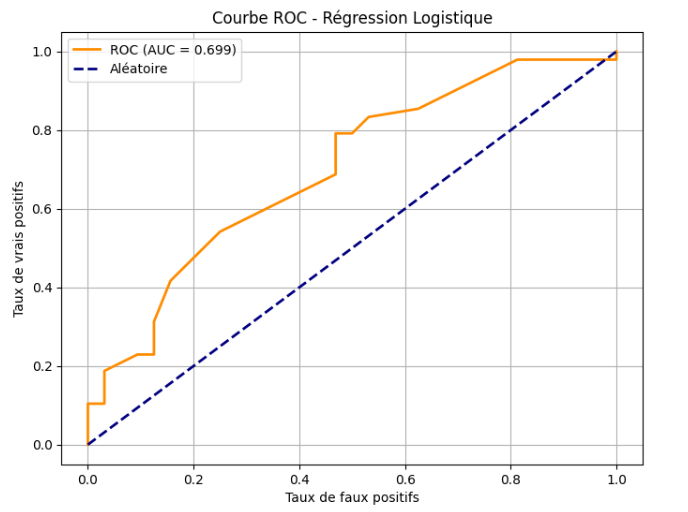 Courbe ROC - Régression Logistique
ROC (AUC = 0.699)
Aléatoire
Taux de vrais positifs
1.0
0.8
0.6
0.4
0.2
0.0
0.0 0.2 0.4 0.6 0.8 1.0
Taux de faux positifs